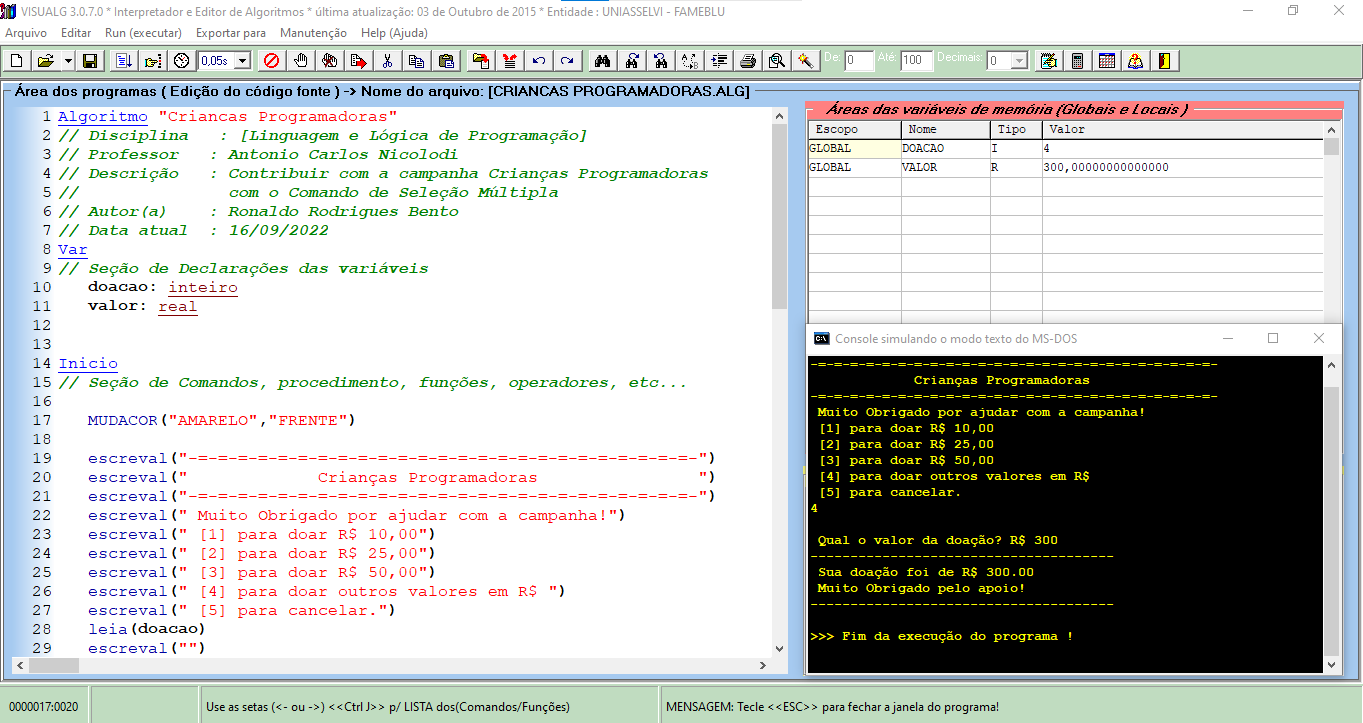 VISUALG 3.0.7.0 * Interpretador e Editor de Algoritmos * última atualização: 03 de Outubro de 2015 * Entidade : UNIASSELVI - FAMEBLU
Arquivo Editar Run (executar) Exportar para Manutenção Help (Ajuda)
0,05s De: 0 Até: 100 Decimais: 0
Área dos programas ( Edição do código fonte ) -> Nome do arquivo: [CRIANCAS PROGRAMADORAS.ALG]
1 Algoritmo "Criancas Programadoras"
2 // Disciplina : [Linguagem e Lógica de Programação]
3 // Professor : Antonio Carlos Nicolodi
4 // Descrição : Contribuir com a campanha Crianças Programadoras
5 // com o Comando de Seleção Múltipla
6 // Autor(a) : Ronaldo Rodrigues Bento
7 // Data atual : 16/09/2022
8 Var
9 // Seção de Declarações das variáveis
10 doacao: inteiro
11 valor: real
12
13
14 Inicio
15 // Seção de Comandos, procedimento, funções, operadores, etc...
16
17 MUDACOR("AMARELO","FRENTE")
18
19 escreval("-=-=-=-=-=-=-=-=-=-=-=-=-=-=-=-=-=-=-=-=-=-=-=-=-=-")
20 escreval(" Crianças Programadoras ")
21 escreval("-=-=-=-=-=-=-=-=-=-=-=-=-=-=-=-=-=-=-=-=-=-=-=-=-=-")
22 escreval(" Muito Obrigado por ajudar com a campanha!")
23 escreval(" [1] para doar R$ 10,00")
24 escreval(" [2] para doar R$ 25,00")
25 escreval(" [3] para doar R$ 50,00")
26 escreval(" [4] para doar outros valores em R$ ")
27 escreval(" [5] para cancelar.")
28 leia(doacao)
29 escreval("")
Áreas das variáveis de memória (Globais e Locais )
Escopo Nome Tipo Valor
GLOBAL DOACAO I 4
GLOBAL VALOR R 300,00000000000000
Console simulando o modo texto do MS-DOS
-=-=-=-=-=-=-=-=-=-=-=-=-=-=-=-=-=-=-=-=-=-=-=-=-=-
Crianças Programadoras
-=-=-=-=-=-=-=-=-=-=-=-=-=-=-=-=-=-=-=-=-=-=-=-=-=-
Muito Obrigado por ajudar com a campanha!
[1] para doar R$ 10,00
[2] para doar R$ 25,00
[3] para doar R$ 50,00
[4] para doar outros valores em R$
[5] para cancelar.
4
Qual o valor da doação? R$ 300
--------------------------------------
Sua doação foi de R$ 300.00
Muito Obrigado pelo apoio!
--------------------------------------
>>> Fim da execução do programa !
0000017:0020 Use as setas (<- ou ->) <<Ctrl J>> p/ LISTA dos(Comandos/Funções) MENSAGEM: Tecle <<ESC>> para fechar a janela do programa!